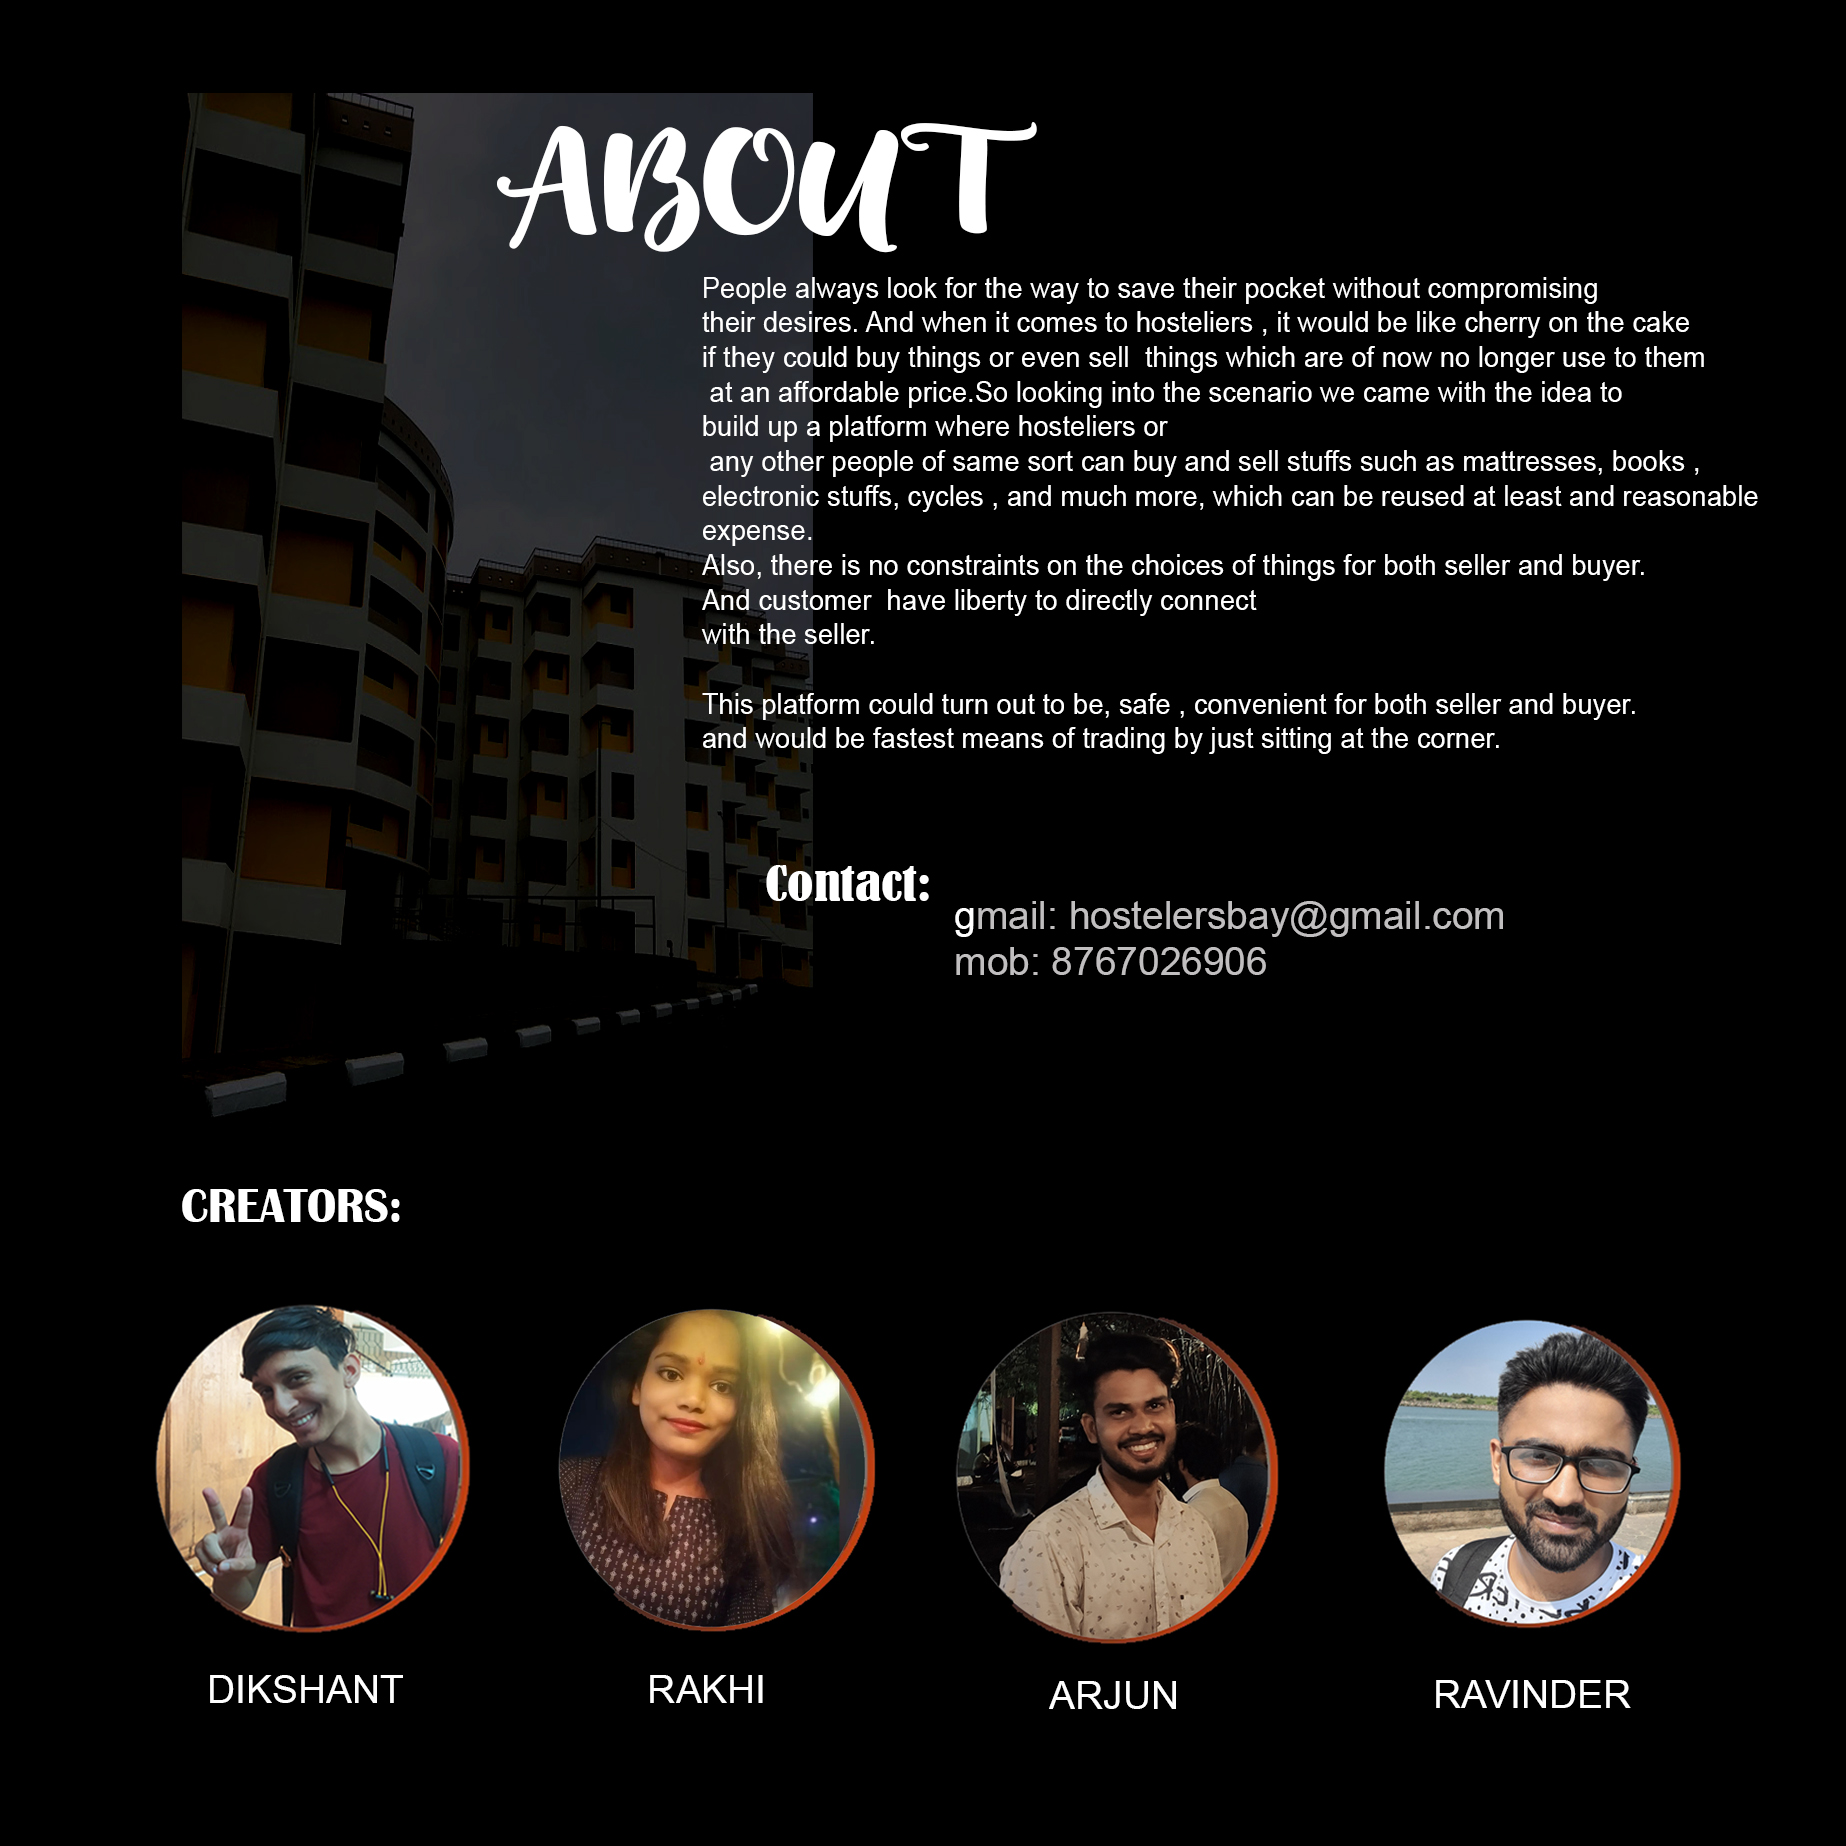 ABOUT
People always look for the way to save their pocket without compromising
their desires. And when it comes to hosteliers , it would be like cherry on the cake
if they could buy things or even sell  things which are of now no longer use to them
at an affordable price.So looking into the scenario we came with the idea to
build up a platform where hosteliers or
any other people of same sort can buy and sell stuffs such as mattresses, books ,
electronic stuffs, cycles , and much more, which can be reused at least and reasonable
expense.
Also, there is no constraints on the choices of things for both seller and buyer.
And customer  have liberty to directly connect
with the seller.
This platform could turn out to be, safe , convenient for both seller and buyer.
and would be fastest means of trading by just sitting at the corner.
Contact:
gmail: hostelersbay@gmail.com
mob: 8767026906
CREATORS:
DIKSHANT
RAKHI
ARJUN
RAVINDER